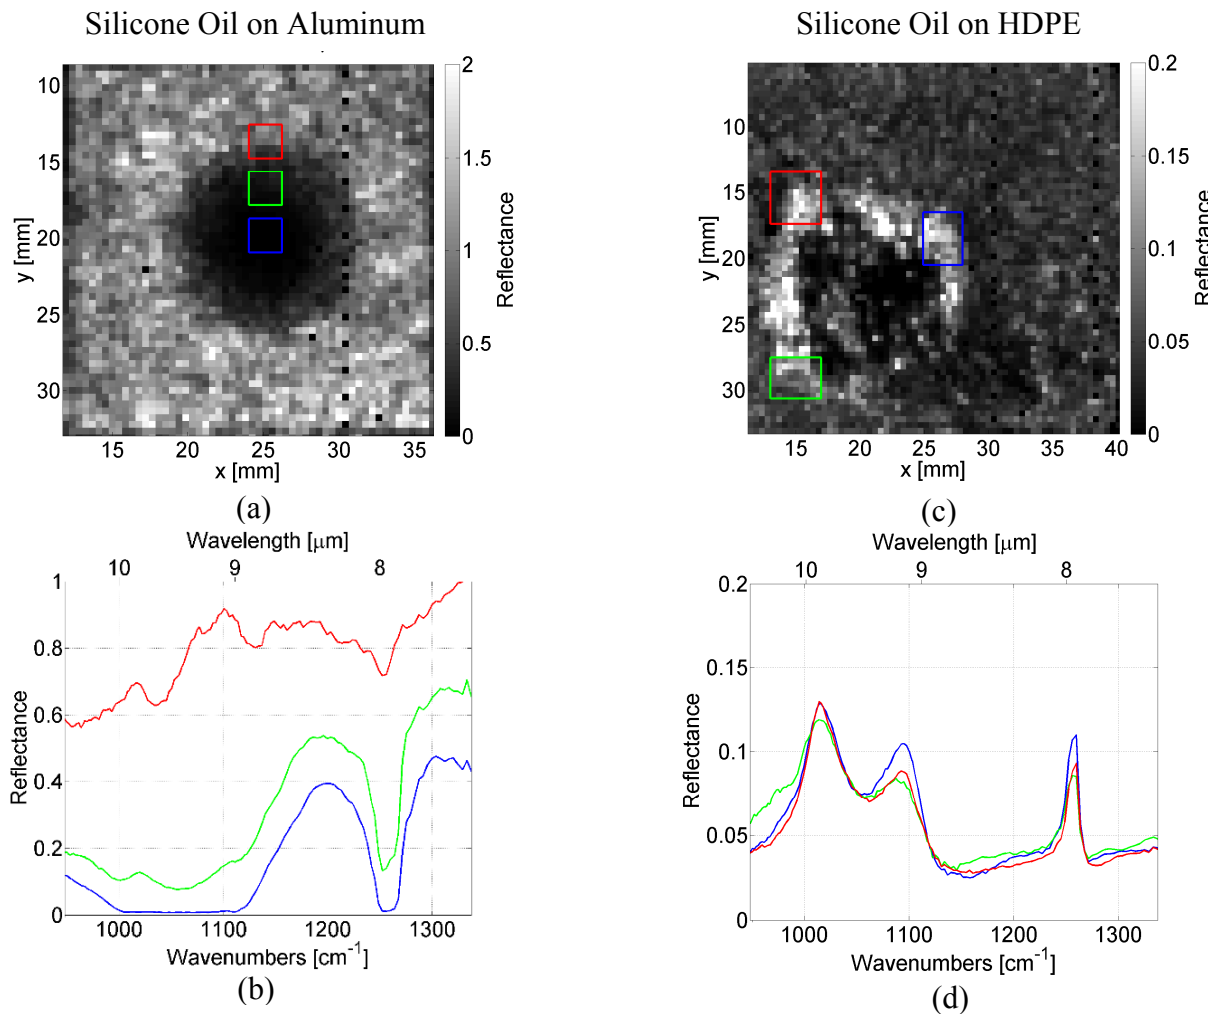 Silicone Oil on Aluminum
Silicone Oil on HDPE
10
15
20
25
30
y [mm]
15 20 25 30 35
x [mm]
2
1.5
1
0.5
0
Reflectance
(a)
10
15
20
25
30
y [mm]
15 20 25 30 35 40
x [mm]
0.2
0.15
0.1
0.05
0
Reflectance
(c)
Wavelength [μm]
10 9 8
1
0.8
0.6
0.4
0.2
0
Reflectance
1000 1100 1200 1300
Wavenumbers [cm⁻¹]
(b)
Wavelength [μm]
10 9 8
0.2
0.15
0.1
0.05
0
Reflectance
1000 1100 1200 1300
Wavenumbers [cm⁻¹]
(d)